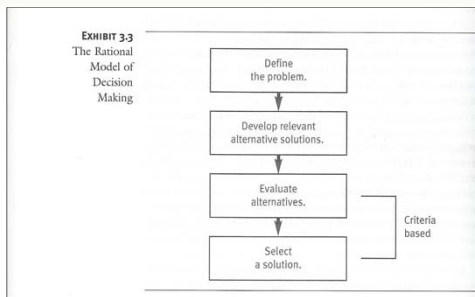 EXHIBIT 3.3
The Rational
Model of
Decision
Making
Define
the problem.
Develop relevant
alternative solutions.
Evaluate
alternatives.
Select
a solution.
Criteria
based